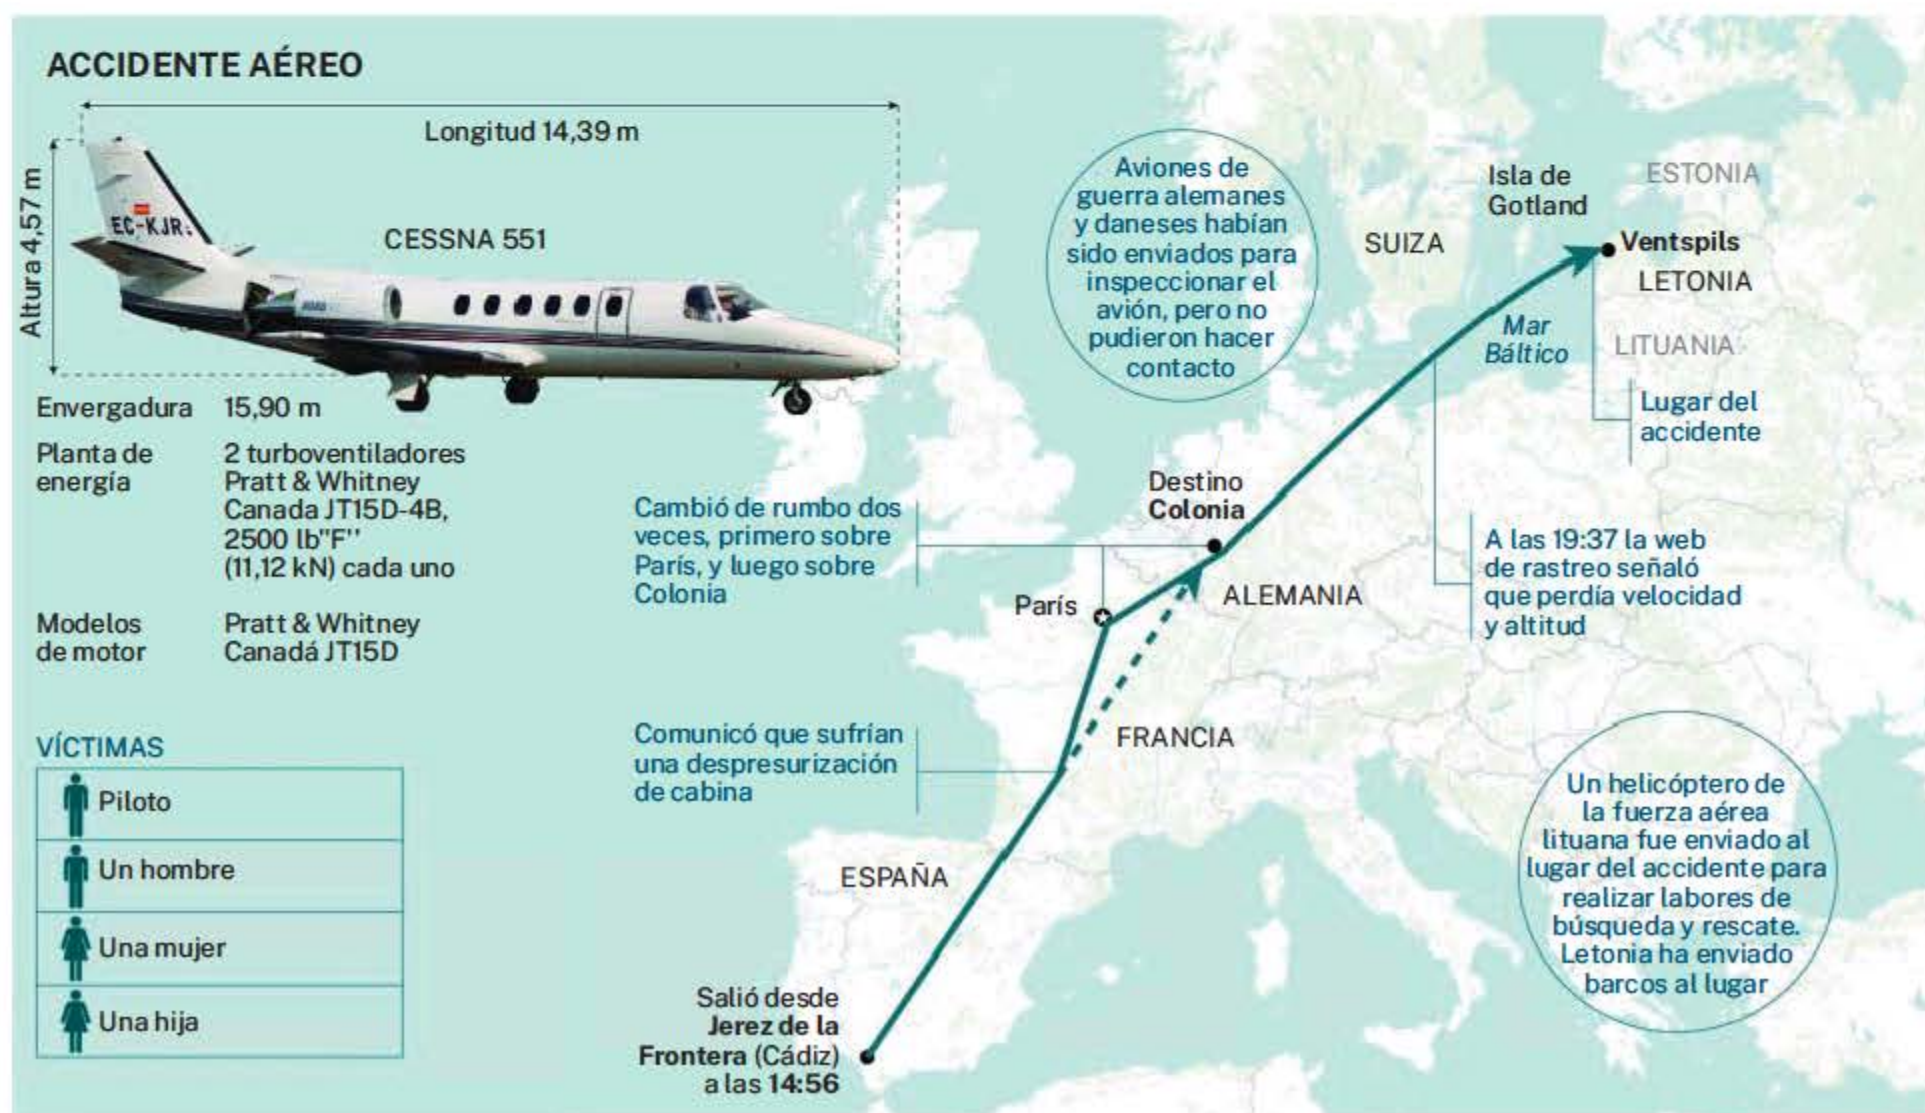 ACCIDENTE AÉREO
Longitud 14,39 m
Altura 4,57 m
EC-KJR
CESSNA 551
Envergadura 15,90 m
Planta de
energía
2 turboventiladores
Pratt & Whitney
Canada JT15D-4B,
2500 lb"F''
(11,12 kN) cada uno
Modelos
de motor
Pratt & Whitney
Canadá JT15D
VÍCTIMAS
Piloto
Un hombre
Una mujer
Una hija
Aviones de
guerra alemanes
y daneses habían
sido enviados para
inspeccionar el
avión, pero no
pudieron hacer
contacto
SUIZA
Isla de
Gotland
ESTONIA
Ventspils
LETONIA
Mar
Báltico
LITUANIA
Lugar del
accidente
Destino
Colonia
Cambió de rumbo dos
veces, primero sobre
París, y luego sobre
Colonia
París
ALEMANIA
A las 19:37 la web
de rastreo señaló
que perdía velocidad
y altitud
Comunicó que sufrían
una despresurización
de cabina
FRANCIA
ESPAÑA
Salió desde
Jerez de la
Frontera (Cádiz)
a las 14:56
Un helicóptero de
la fuerza aérea
lituana fue enviado al
lugar del accidente para
realizar labores de
búsqueda y rescate.
Letonia ha enviado
barcos al lugar